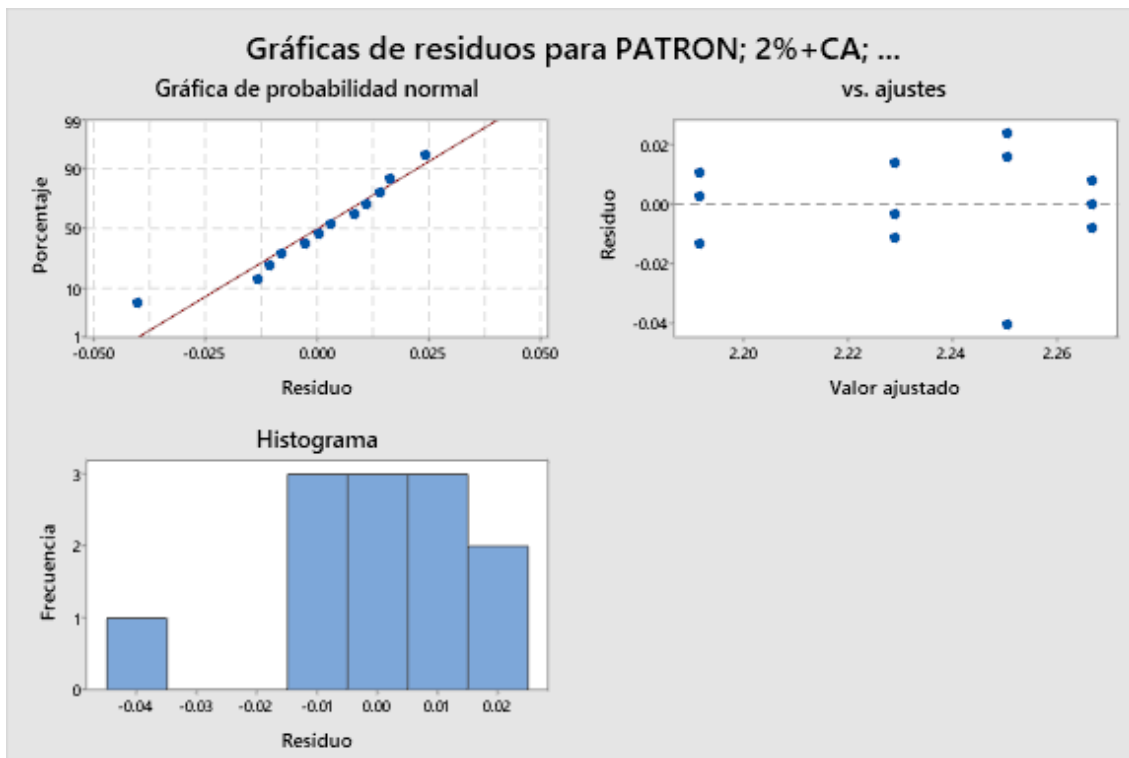 Gráficas de residuos para PATRON; 2%+CA; ...
Gráfica de probabilidad normal
99
90
50
10
1
Porcentaje
-0.050
-0.025
0.000
0.025
0.050
Residuo
vs. ajustes
0.02
0.00
-0.02
-0.04
Residuo
2.20
2.22
2.24
2.26
Valor ajustado
Histograma
3
2
1
0
Frecuencia
-0.04
-0.03
-0.02
-0.01
0.00
0.01
0.02
Residuo